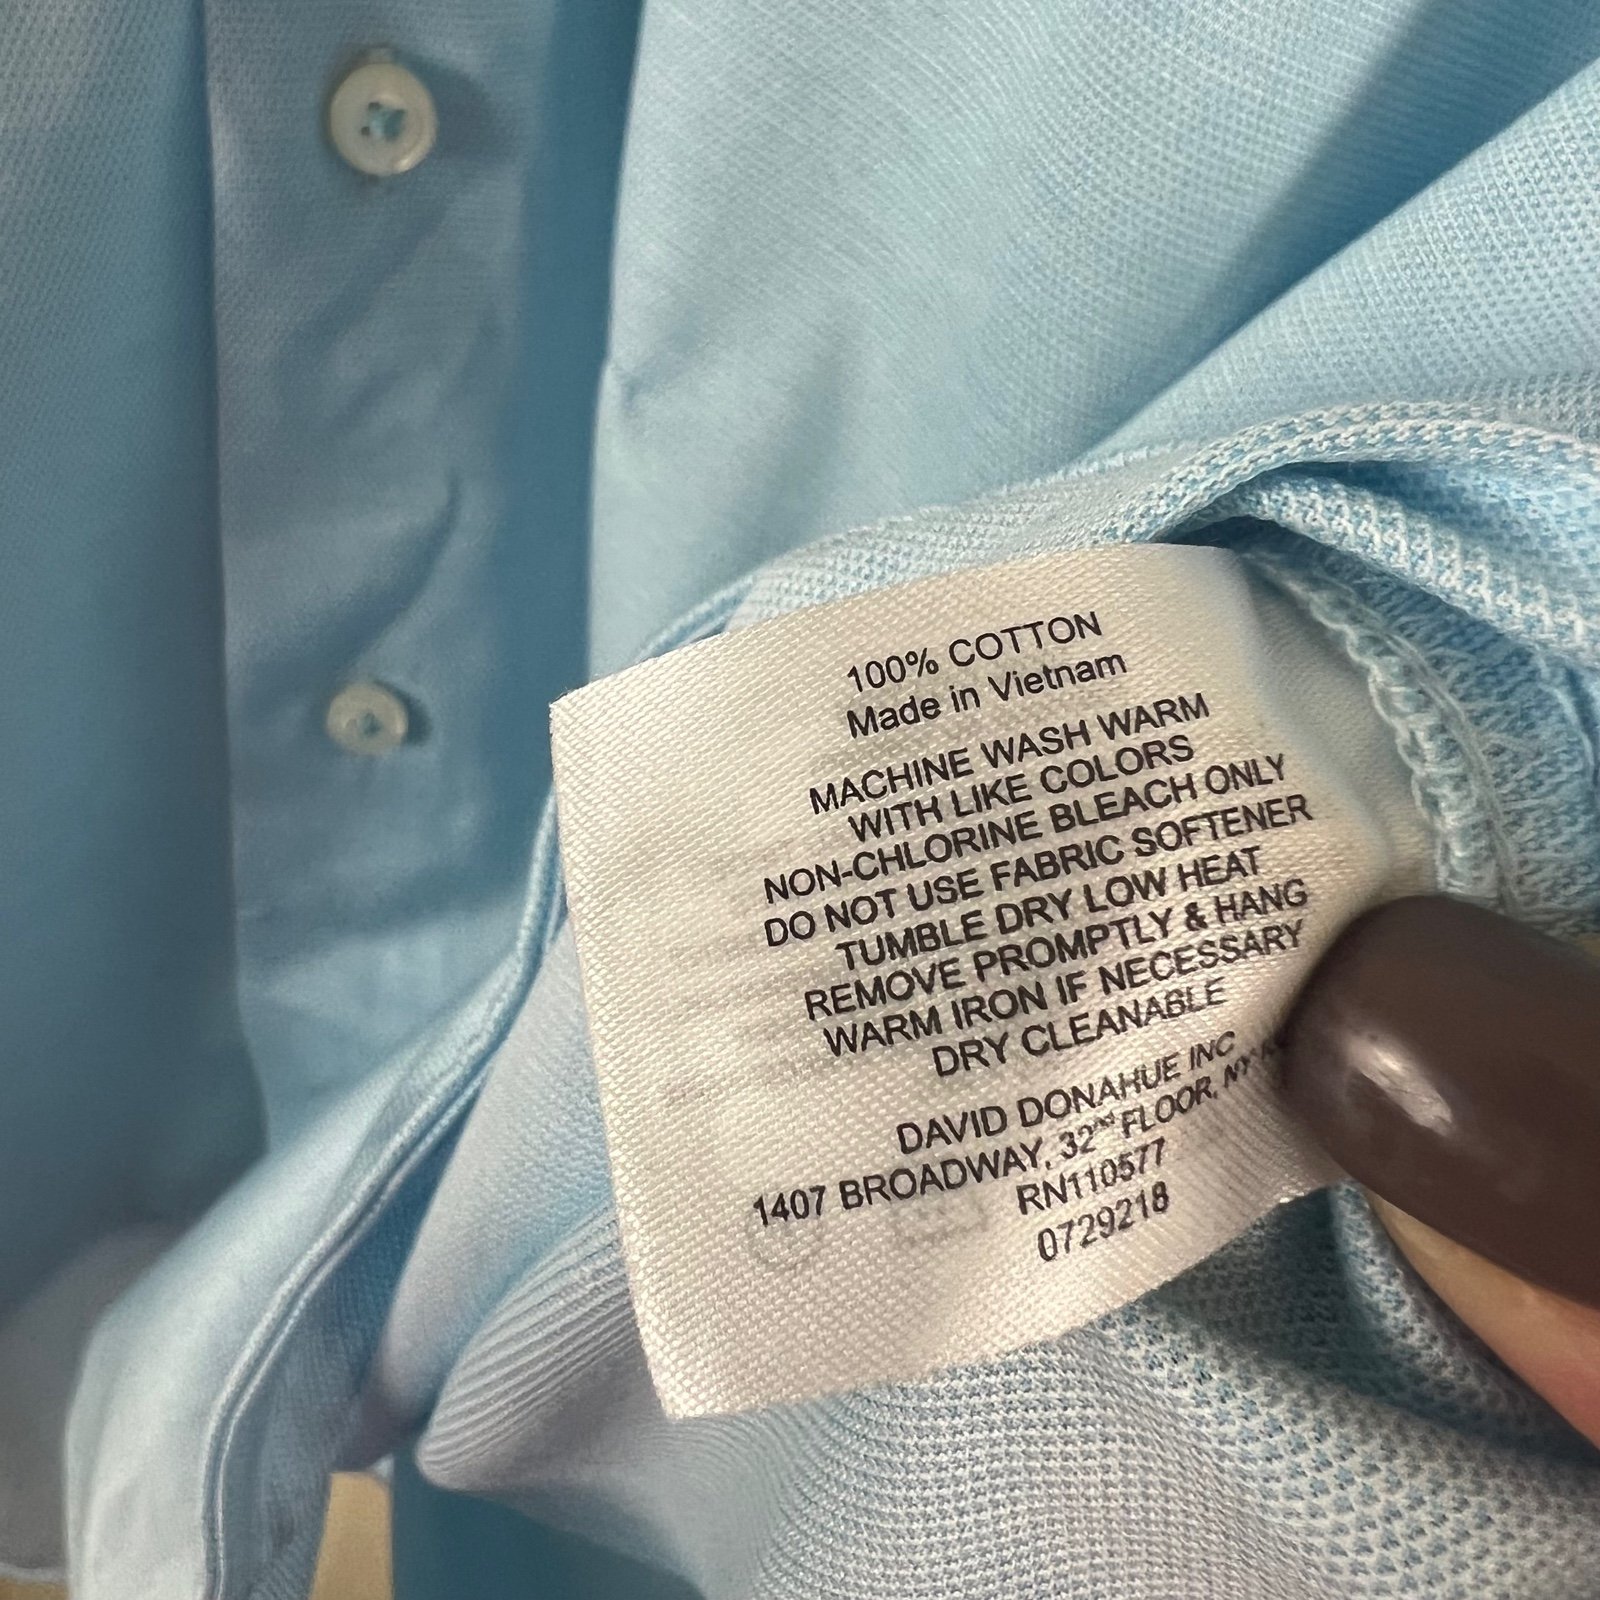 100% COTTON
Made in Vietnam
MACHINE WASH WARM
WITH LIKE COLORS
NON-CHLORINE BLEACH ONLY
DO NOT USE FABRIC SOFTENER
TUMBLE DRY LOW HEAT
REMOVE PROMPTLY & HANG
WARM IRON IF NECESSARY
DRY CLEANABLE
DAVID DONAHUE INC
1407 BROADWAY, 32nd FLOOR,
RN110577
0729218